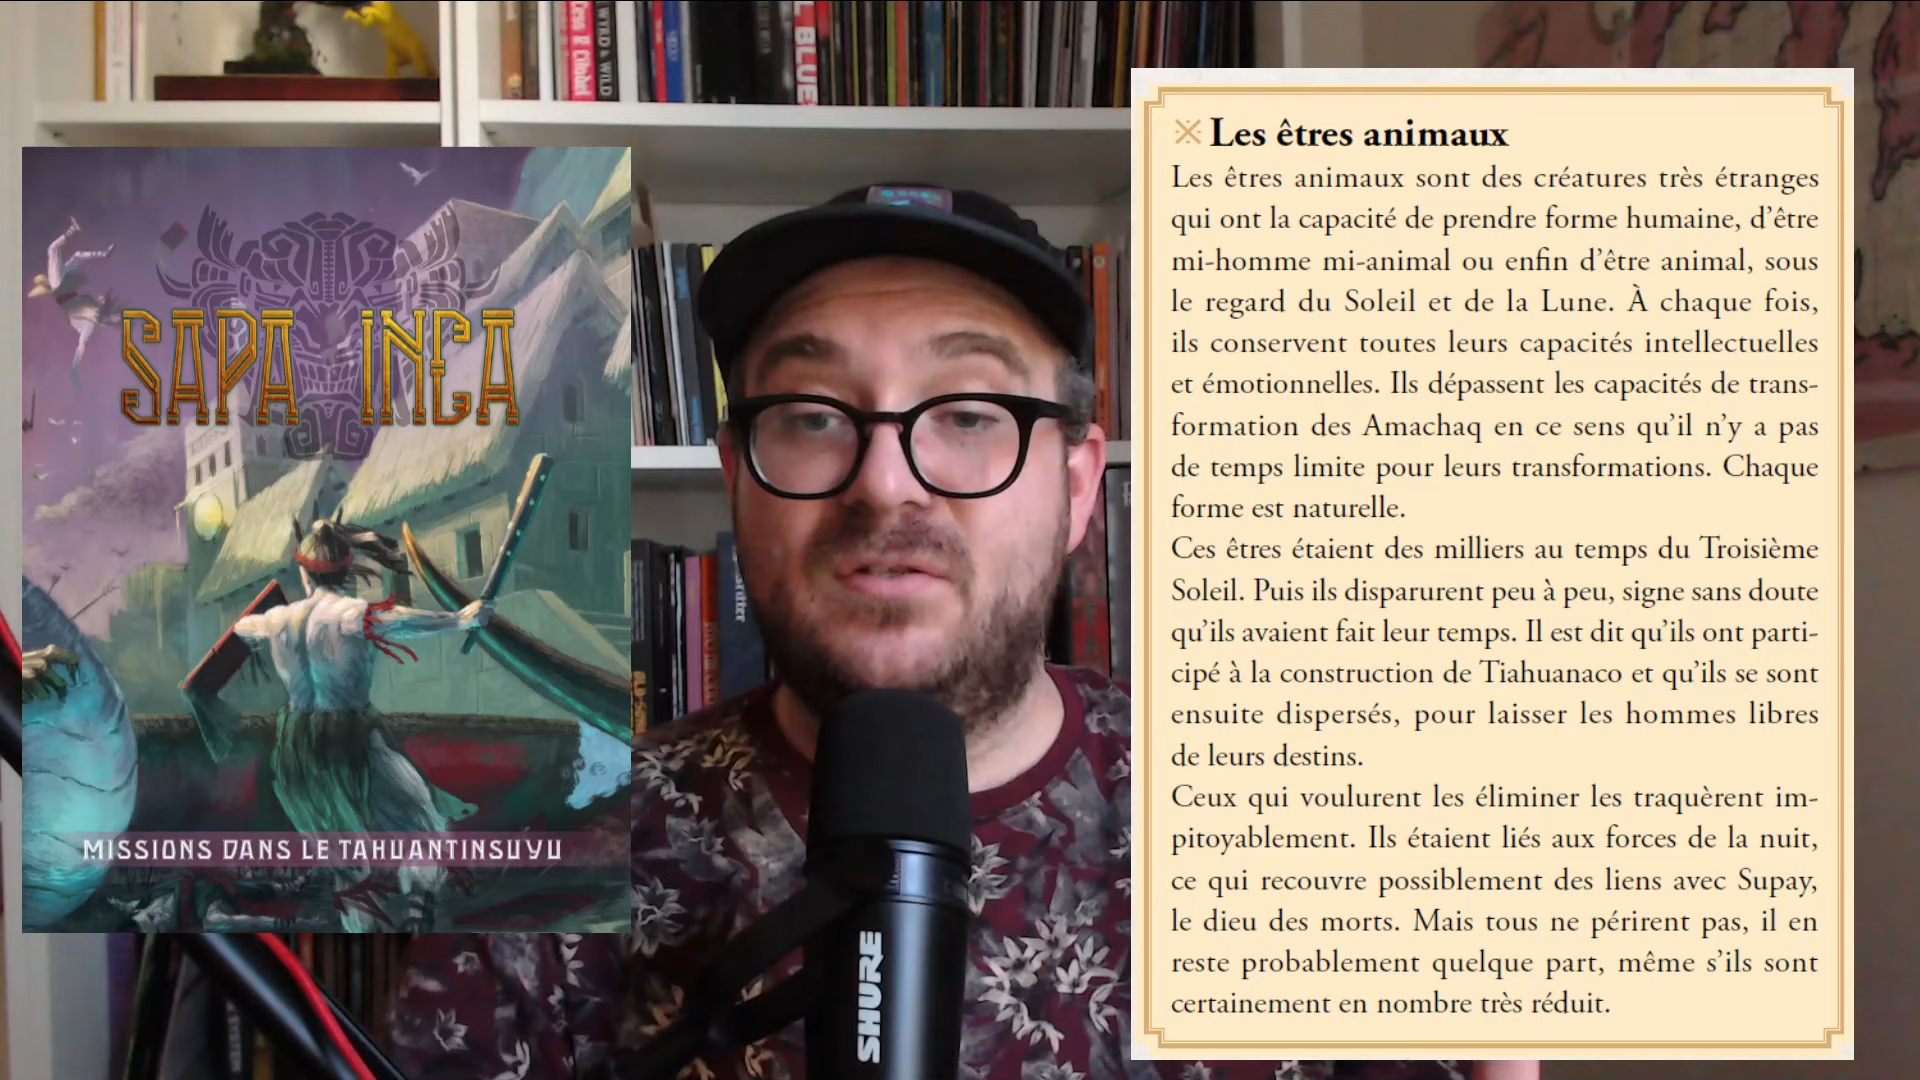 Cess & Citabel
WYRD & WILD
BLUE
SAPA INCA
MISSIONS DANS LE TAHUANTINSUYU
SHURE
※ Les êtres animaux
Les êtres animaux sont des créatures très étranges
qui ont la capacité de prendre forme humaine, d’être
mi-homme mi-animal ou enfin d’être animal, sous
le regard du Soleil et de la Lune. À chaque fois,
ils conservent toutes leurs capacités intellectuelles
et émotionnelles. Ils dépassent les capacités de trans-
formation des Amachaq en ce sens qu’il n’y a pas
de temps limite pour leurs transformations. Chaque
forme est naturelle.
Ces êtres étaient des milliers au temps du Troisième
Soleil. Puis ils disparurent peu à peu, signe sans doute
qu’ils avaient fait leur temps. Il est dit qu’ils ont parti-
cipé à la construction de Tiahuanaco et qu’ils se sont
ensuite dispersés, pour laisser les hommes libres
de leurs destins.
Ceux qui voulurent les éliminer les traquèrent im-
pitoyablement. Ils étaient liés aux forces de la nuit,
ce qui recouvre possiblement des liens avec Supay,
le dieu des morts. Mais tous ne périrent pas, il en
reste probablement quelque part, même s’ils sont
certainement en nombre très réduit.